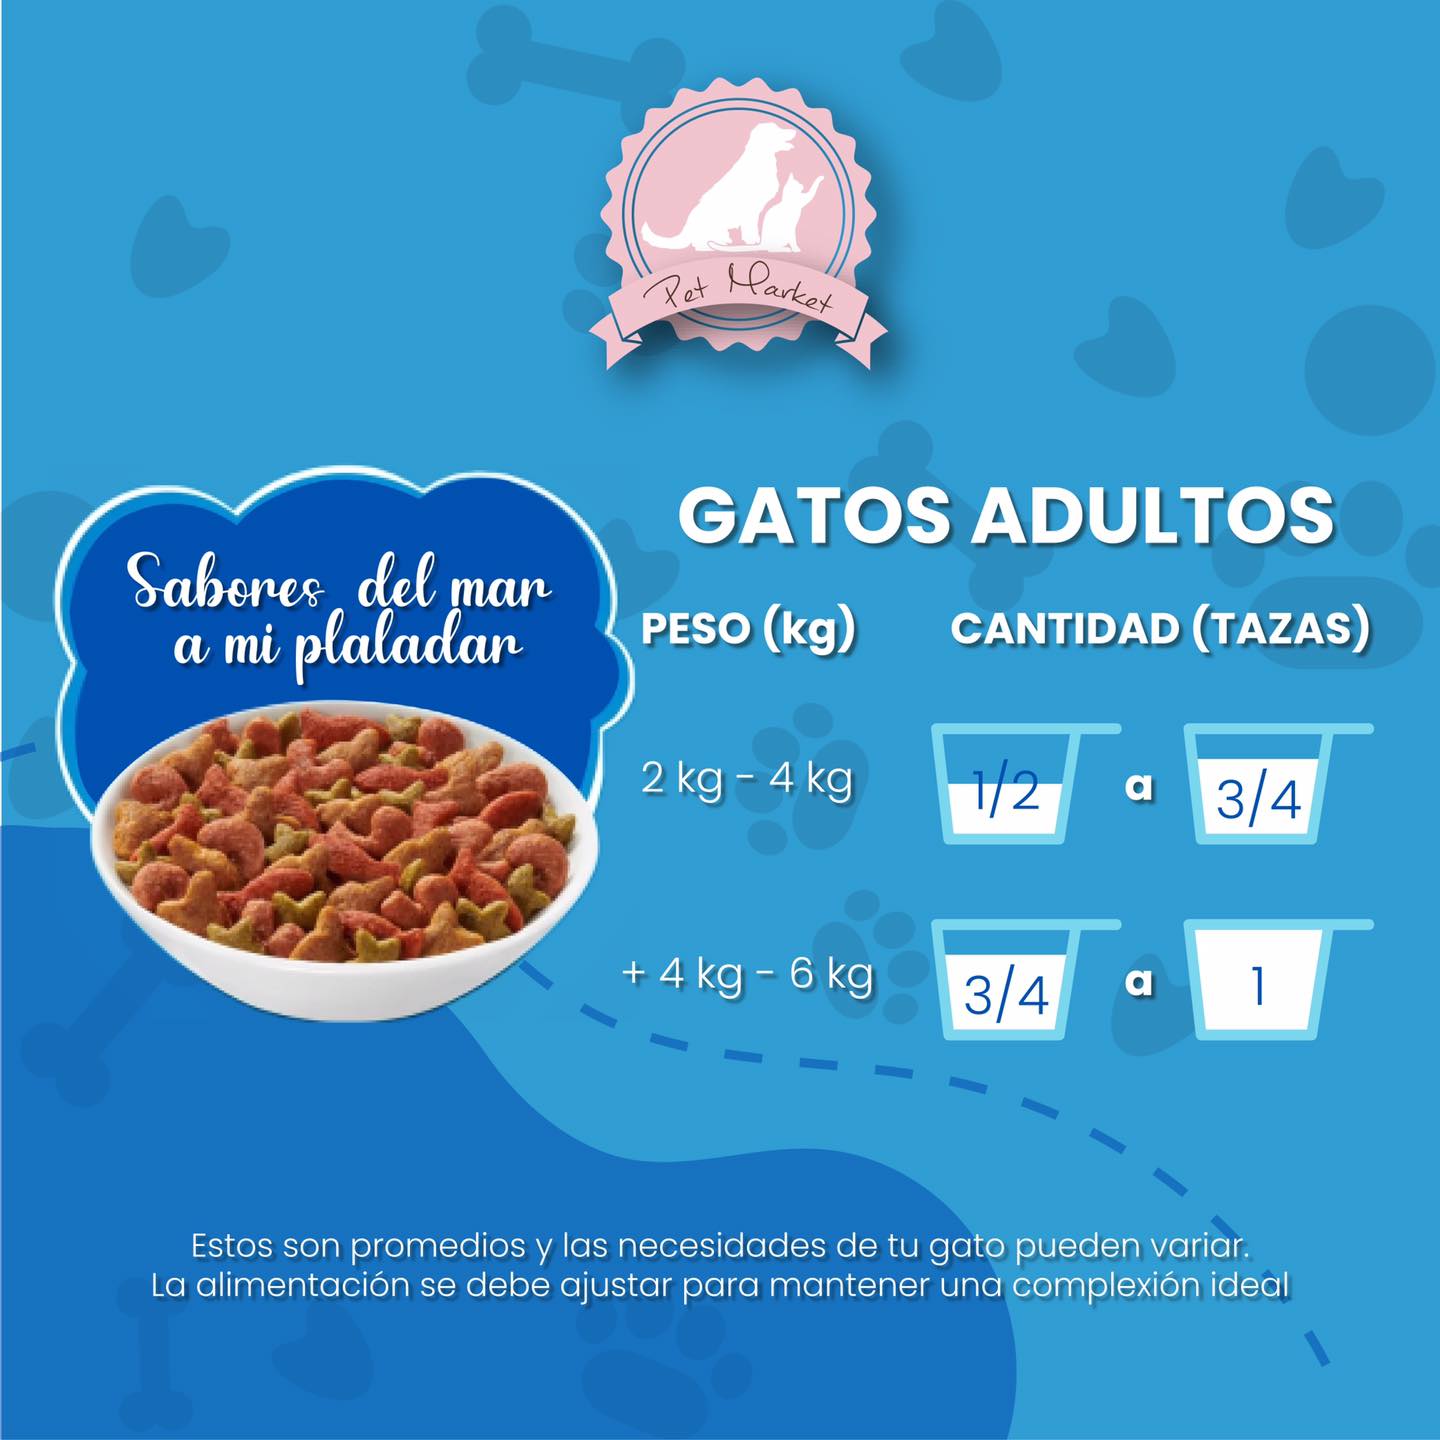 Pet Market
Sabores del mar
a mi plaladar
GATOS ADULTOS
PESO (kg) CANTIDAD (TAZAS)
2 kg - 4 kg 1/2 a 3/4
+ 4 kg - 6 kg 3/4 a 1
Estos son promedios y las necesidades de tu gato pueden variar.
La alimentación se debe ajustar para mantener una complexión ideal